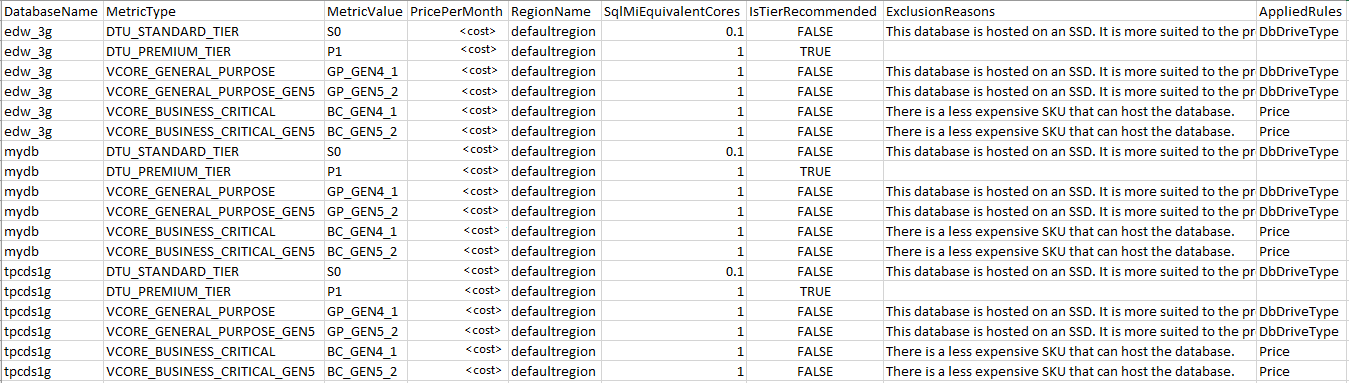 DatabaseName MetricType MetricValue PricePerMonth RegionName SqlMiEquivalentCores IsTierRecommended ExclusionReasons AppliedRules
edw_3g DTU_STANDARD_TIER S0 <cost> defaultregion 0.1 FALSE This database is hosted on an SSD. It is more suited to the pr DbDriveType
edw_3g DTU_PREMIUM_TIER P1 <cost> defaultregion 1 TRUE
edw_3g VCORE_GENERAL_PURPOSE GP_GEN4_1 <cost> defaultregion 1 FALSE This database is hosted on an SSD. It is more suited to the pr DbDriveType
edw_3g VCORE_GENERAL_PURPOSE_GEN5 GP_GEN5_2 <cost> defaultregion 1 FALSE This database is hosted on an SSD. It is more suited to the pr DbDriveType
edw_3g VCORE_BUSINESS_CRITICAL BC_GEN4_1 <cost> defaultregion 1 FALSE There is a less expensive SKU that can host the database. Price
edw_3g VCORE_BUSINESS_CRITICAL_GEN5 BC_GEN5_2 <cost> defaultregion 1 FALSE There is a less expensive SKU that can host the database. Price
mydb DTU_STANDARD_TIER S0 <cost> defaultregion 0.1 FALSE This database is hosted on an SSD. It is more suited to the pr DbDriveType
mydb DTU_PREMIUM_TIER P1 <cost> defaultregion 1 TRUE
mydb VCORE_GENERAL_PURPOSE GP_GEN4_1 <cost> defaultregion 1 FALSE This database is hosted on an SSD. It is more suited to the pr DbDriveType
mydb VCORE_GENERAL_PURPOSE_GEN5 GP_GEN5_2 <cost> defaultregion 1 FALSE This database is hosted on an SSD. It is more suited to the pr DbDriveType
mydb VCORE_BUSINESS_CRITICAL BC_GEN4_1 <cost> defaultregion 1 FALSE There is a less expensive SKU that can host the database. Price
mydb VCORE_BUSINESS_CRITICAL_GEN5 BC_GEN5_2 <cost> defaultregion 1 FALSE There is a less expensive SKU that can host the database. Price
tpcds1g DTU_STANDARD_TIER S0 <cost> defaultregion 0.1 FALSE This database is hosted on an SSD. It is more suited to the pr DbDriveType
tpcds1g DTU_PREMIUM_TIER P1 <cost> defaultregion 1 TRUE
tpcds1g VCORE_GENERAL_PURPOSE GP_GEN4_1 <cost> defaultregion 1 FALSE This database is hosted on an SSD. It is more suited to the pr DbDriveType
tpcds1g VCORE_GENERAL_PURPOSE_GEN5 GP_GEN5_2 <cost> defaultregion 1 FALSE This database is hosted on an SSD. It is more suited to the pr DbDriveType
tpcds1g VCORE_BUSINESS_CRITICAL BC_GEN4_1 <cost> defaultregion 1 FALSE There is a less expensive SKU that can host the database. Price
tpcds1g VCORE_BUSINESS_CRITICAL_GEN5 BC_GEN5_2 <cost> defaultregion 1 FALSE There is a less expensive SKU that can host the database. Price